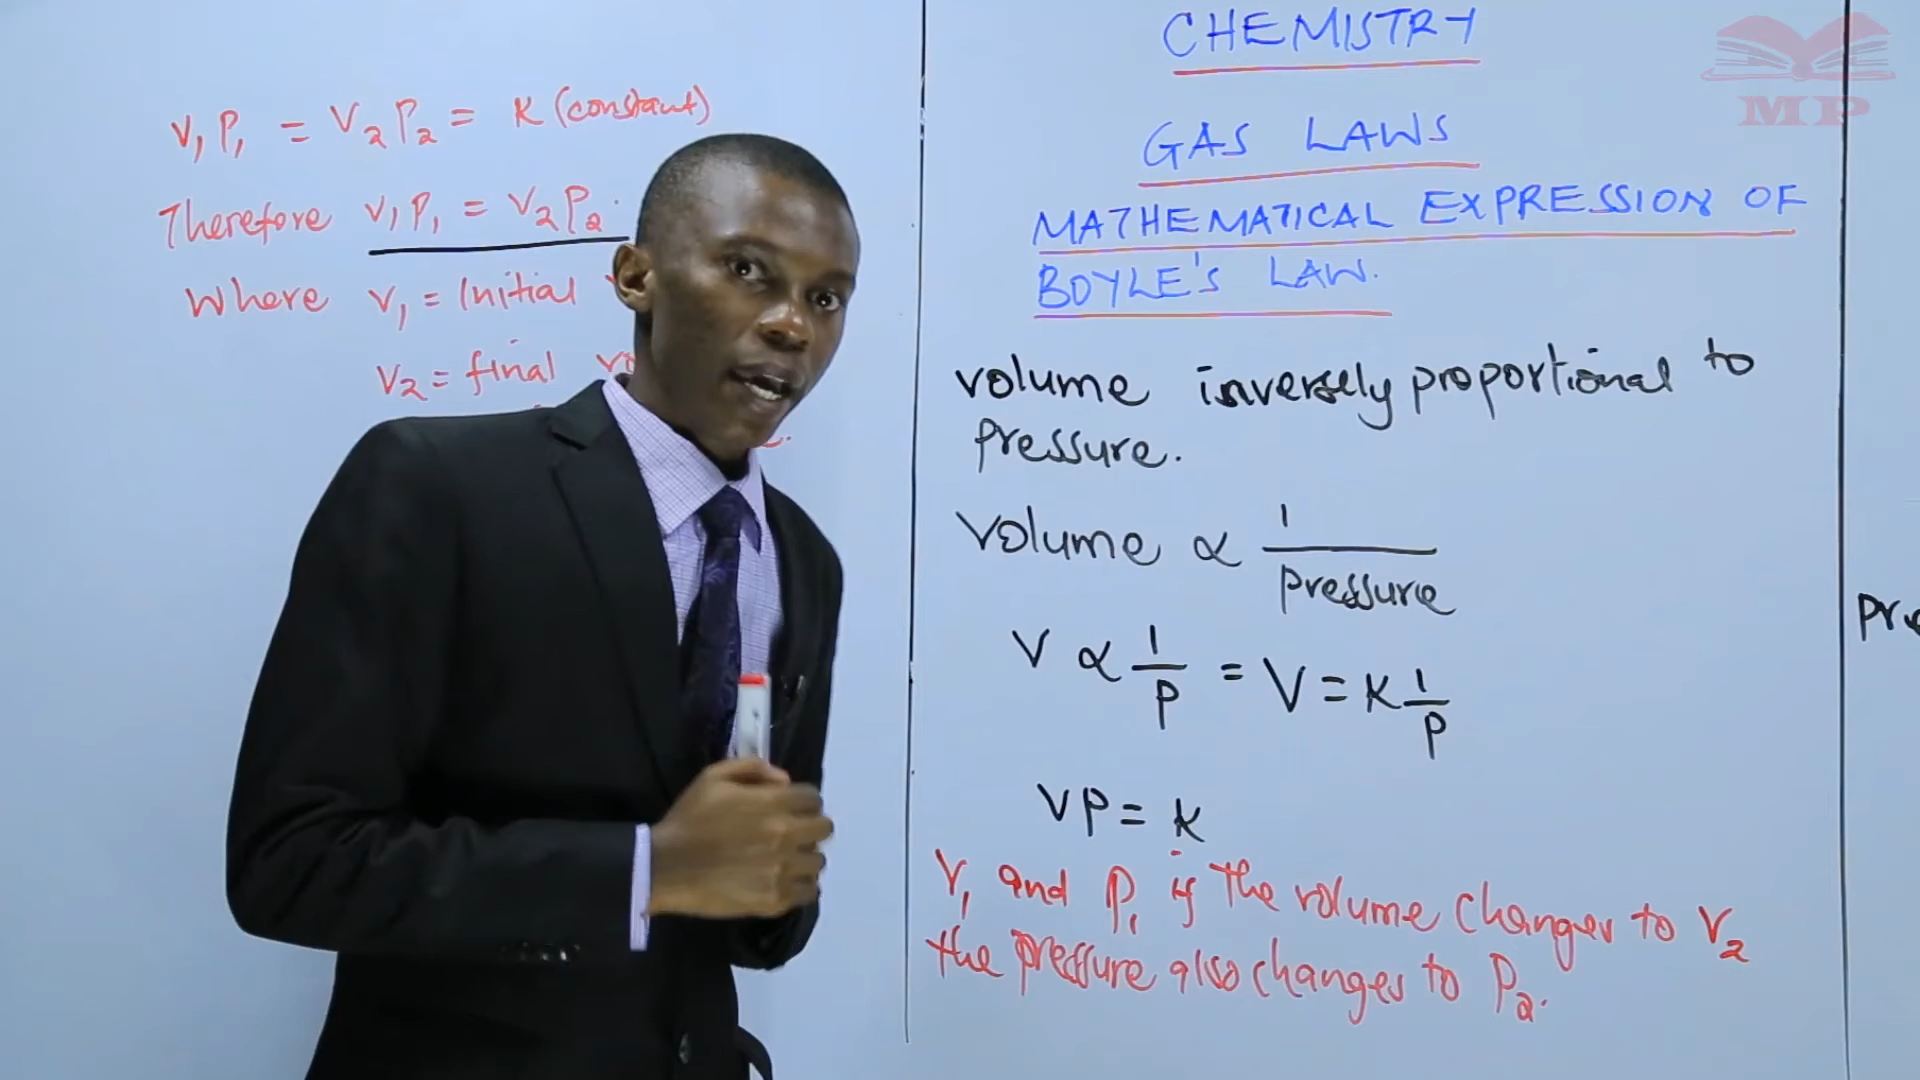 V₁P₁ = V₂P₂ = K (constant)
Therefore V₁P₁ = V₂P₂.
Where V₁ = Initial
V₂ = final
CHEMISTRY
GAS LAWS
MATHEMATICAL EXPRESSION OF
BOYLE'S LAW.
volume inversely proportional to
pressure.
Volume ∝ 1/pressure
V ∝ 1/P = V = K 1/P
VP = K
V₁ and P₁ if the volume changes to V₂
the pressure also changes to P₂.
MP